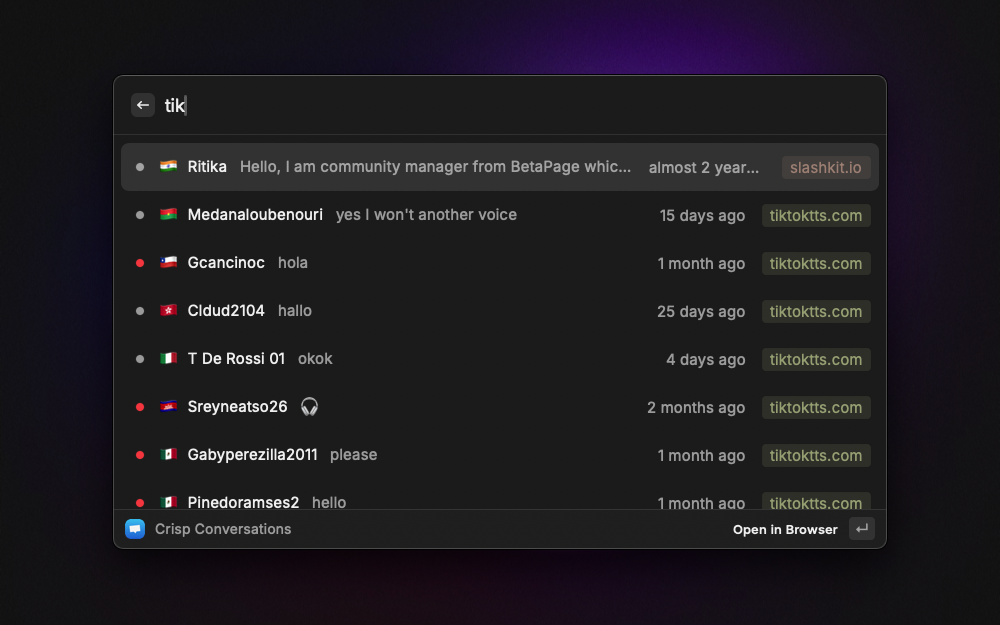 tik
Ritika Hello, I am community manager from BetaPage whic... almost 2 year... slashkit.io
Medanaloubenouri yes I won't another voice 15 days ago tiktoktts.com
Gcancinoc hola 1 month ago tiktoktts.com
Cldud2104 hallo 25 days ago tiktoktts.com
T De Rossi 01 okok 4 days ago tiktoktts.com
Sreyneatso26 🎧 2 months ago tiktoktts.com
Gabyperezilla2011 please 1 month ago tiktoktts.com
Pinedoramses2 hello 1 month ago tiktoktts.com
Crisp Conversations Open in Browser